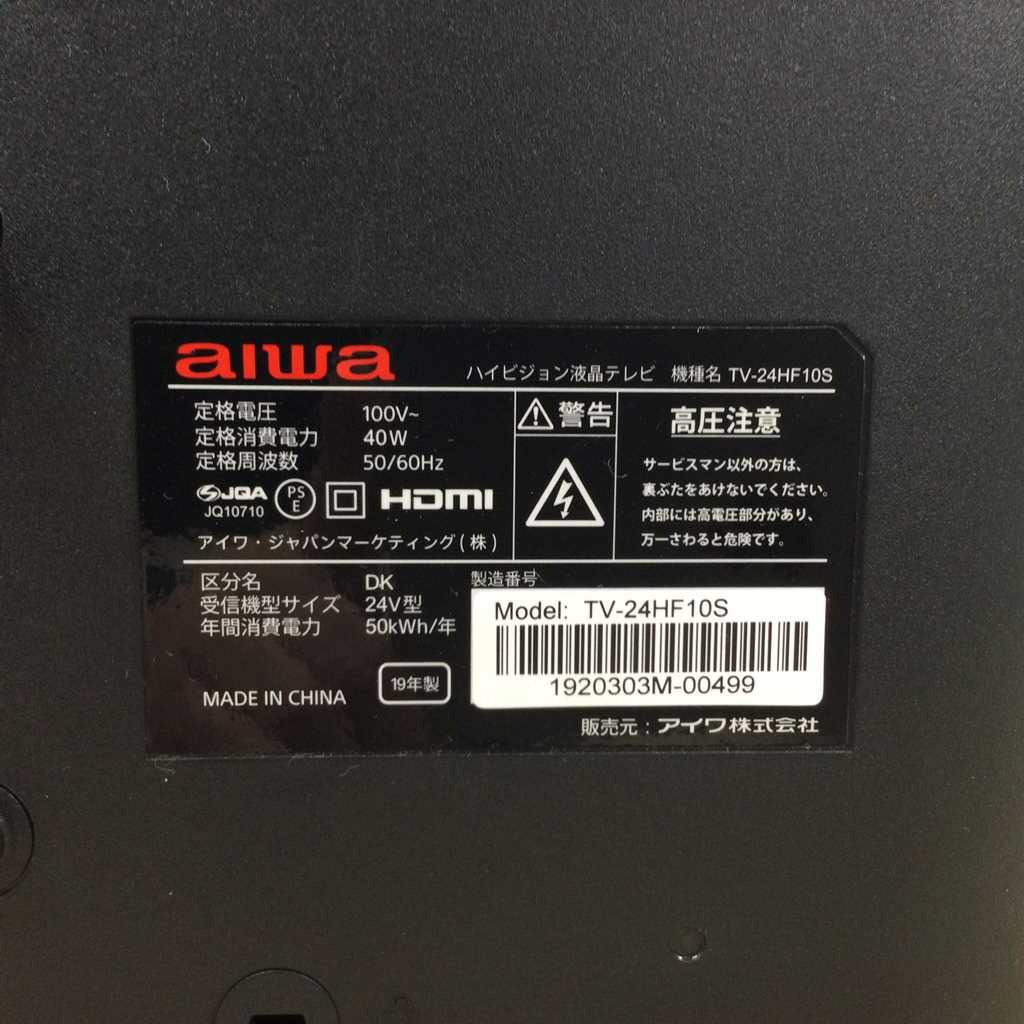 aiwa
ハイビジョン液晶テレビ 機種名 TV-24HF10S
定格電圧 100V~
定格消費電力 40W
定格周波数 50/60Hz
JQA
JQ10710
PS
E
HDMI
アイワ・ジャパンマーケティング(株)
警告
高圧注意
サービスマン以外の方は、
裏ぶたをあけないでください。
内部には高電圧部分があり、
万一さわると危険です。
区分名 DK
受信機型サイズ 24V型
年間消費電力 50kWh/年
MADE IN CHINA
19年製
製造番号
Model: TV-24HF10S
1920303M-00499
販売元:アイワ株式会社